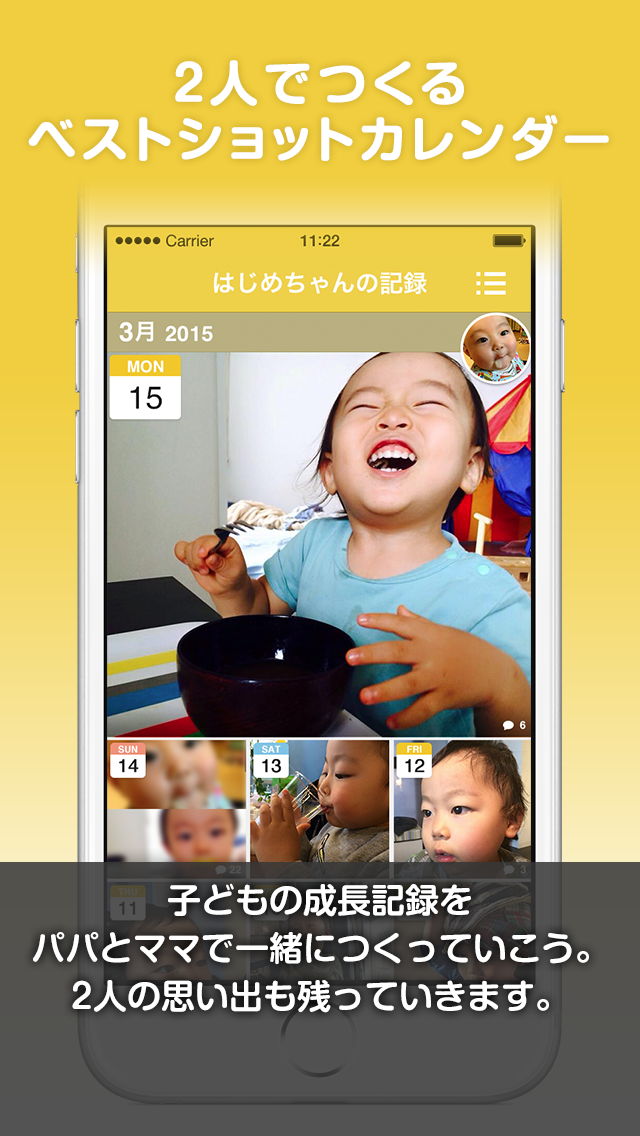 2人でつくる
ベストショットカレンダー
Carrier 11:22
はじめちゃんの記録
3月 2015
MON
15
6
SUN
14
SAT
13
FRI
12
22
3
THU
11
子どもの成長記録を
パパとママで一緒につくっていこう。
2人の思い出も残っていきます。